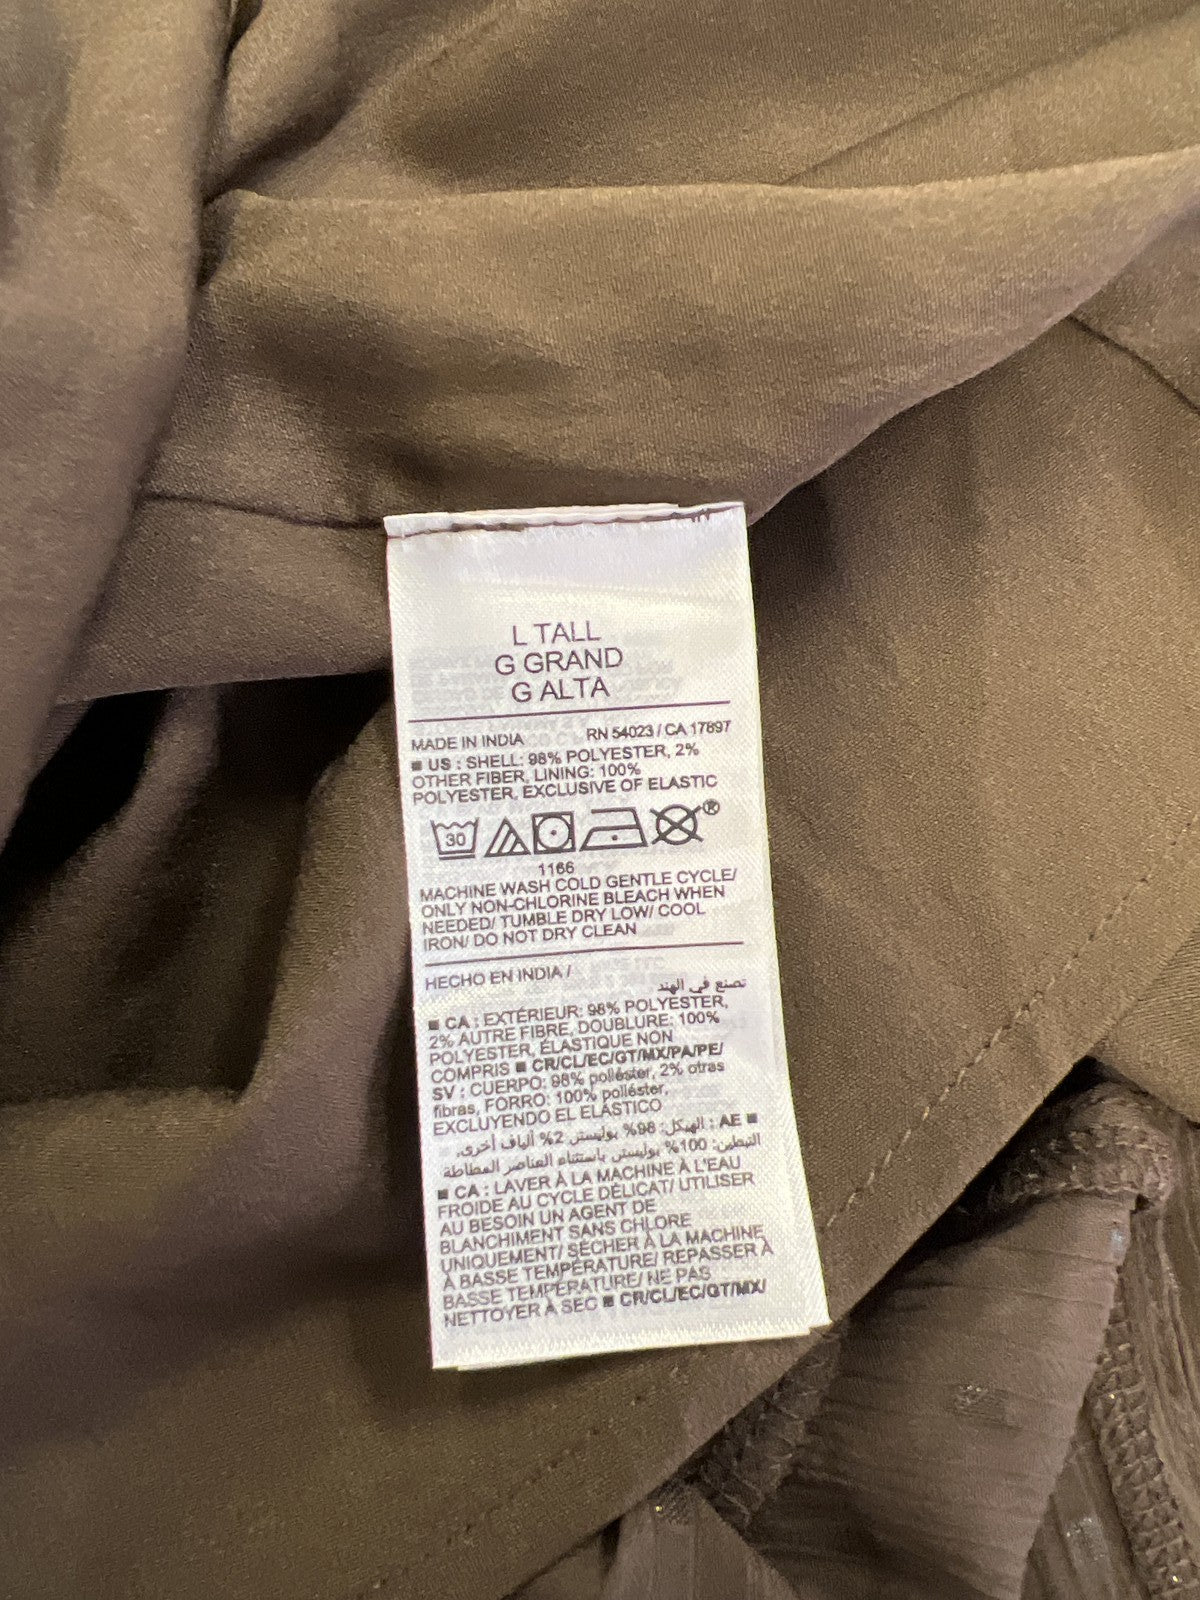 L TALL
G GRAND
G ALTA
MADE IN INDIA RN 54023 / CA 17897
■ US : SHELL: 98% POLYESTER, 2%
OTHER FIBER, LINING: 100%
POLYESTER, EXCLUSIVE OF ELASTIC
30 ®
1166
MACHINE WASH COLD GENTLE CYCLE/
ONLY NON-CHLORINE BLEACH WHEN
NEEDED/ TUMBLE DRY LOW/ COOL
IRON/ DO NOT DRY CLEAN
HECHO EN INDIA /
تصنع في الهند
■ CA : EXTÉRIEUR: 98% POLYESTER,
2% AUTRE FIBRE, DOUBLURE: 100%
POLYESTER, ÉLASTIQUE NON
COMPRIS ■ CR/CL/EC/GT/MX/PA/PE/
SV : CUERPO: 98% poliéster, 2% otras
fibras, FORRO: 100% poliéster,
EXCLUYENDO EL ELÁSTICO
■ AE : الهيكل: 98% بوليستر 2% ألياف أخرى،
التبطين: 100% بوليستر باستثناء العناصر المطاطة
■ CA : LAVER À LA MACHINE À L'EAU
FROIDE AU CYCLE DÉLICAT/ UTILISER
AU BESOIN UN AGENT DE
BLANCHIMENT SANS CHLORE
UNIQUEMENT/ SÉCHER À LA MACHINE
À BASSE TEMPÉRATURE/ REPASSER À
BASSE TEMPÉRATURE/ NE PAS
NETTOYER À SEC ■ CR/CL/EC/GT/MX/